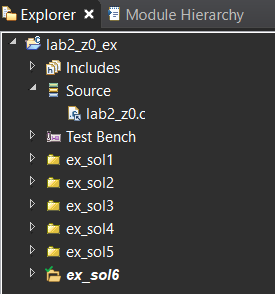 Explorer Module Hierarchy
lab2_z0_ex
Includes
Source
lab2_z0.c
Test Bench
ex_sol1
ex_sol2
ex_sol3
ex_sol4
ex_sol5
ex_sol6